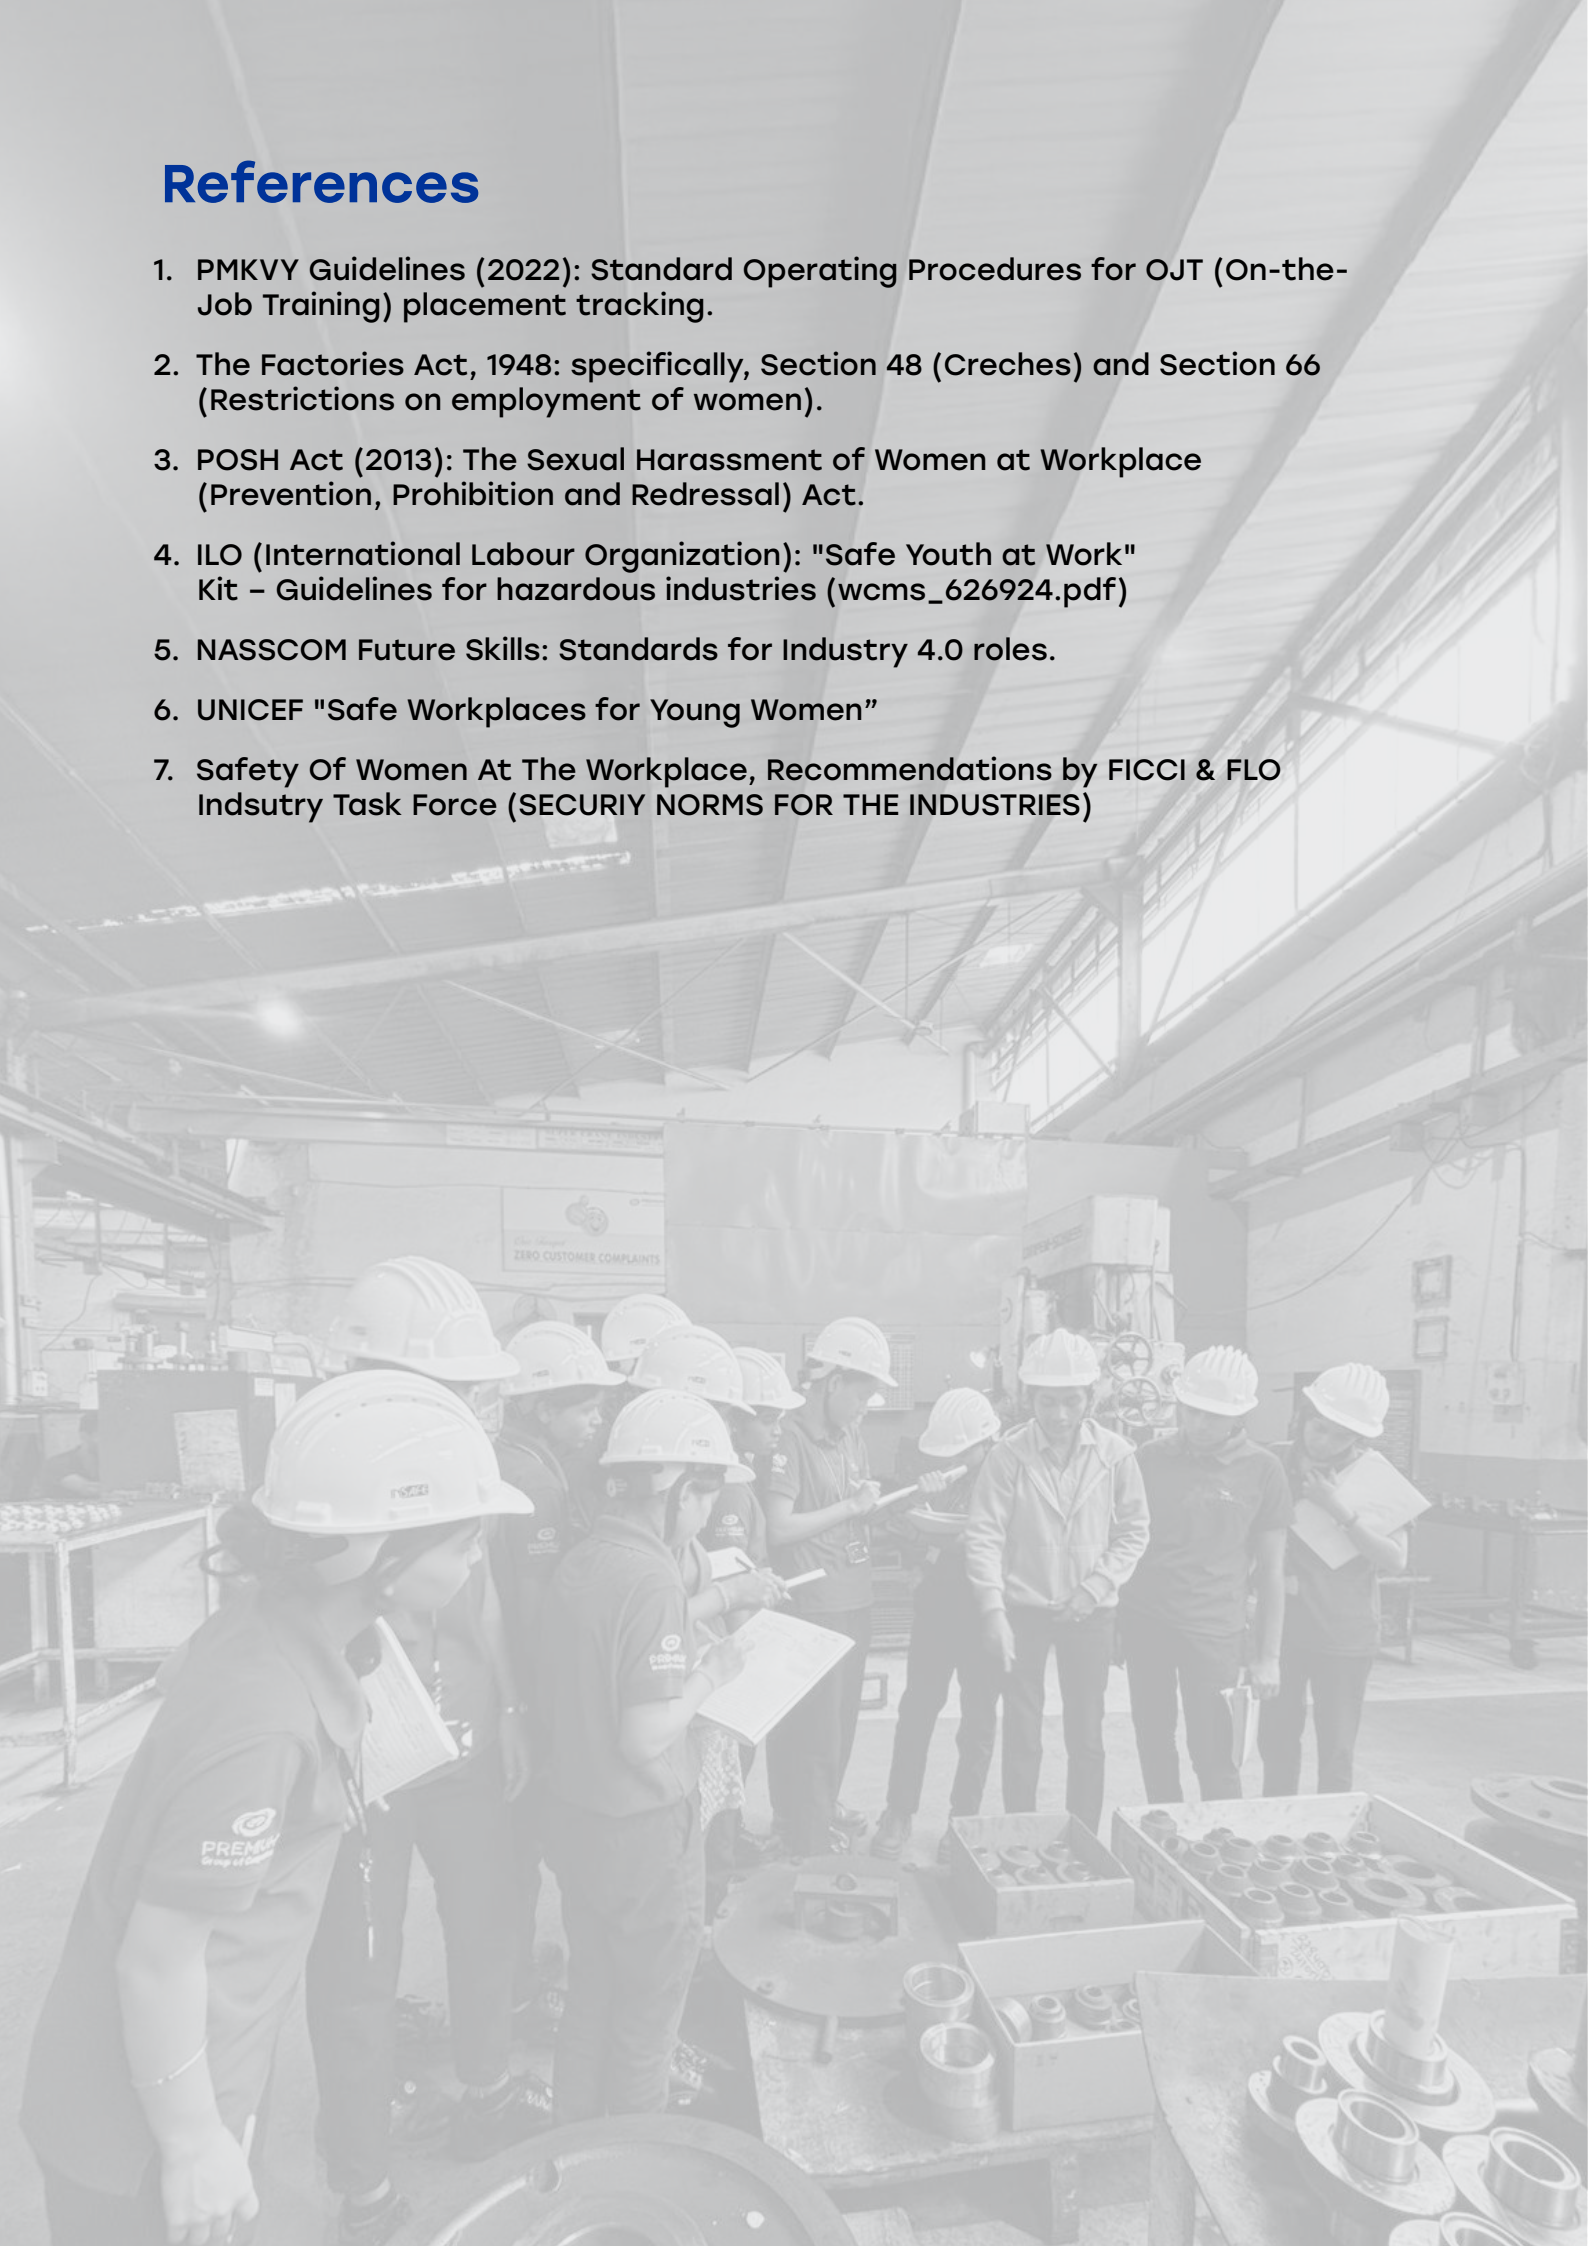 References
1. PMKVY Guidelines (2022): Standard Operating Procedures for OJT (On-the-
Job Training) placement tracking.
2. The Factories Act, 1948: specifically, Section 48 (Creches) and Section 66
(Restrictions on employment of women).
3. POSH Act (2013): The Sexual Harassment of Women at Workplace
(Prevention, Prohibition and Redressal) Act.
4. ILO (International Labour Organization): "Safe Youth at Work"
Kit – Guidelines for hazardous industries (wcms_626924.pdf)
5. NASSCOM Future Skills: Standards for Industry 4.0 roles.
6. UNICEF "Safe Workplaces for Young Women”
7. Safety Of Women At The Workplace, Recommendations by FICCI & FLO
Indsutry Task Force (SECURIY NORMS FOR THE INDUSTRIES)
ZERO CUSTOMER COMPLAINTS